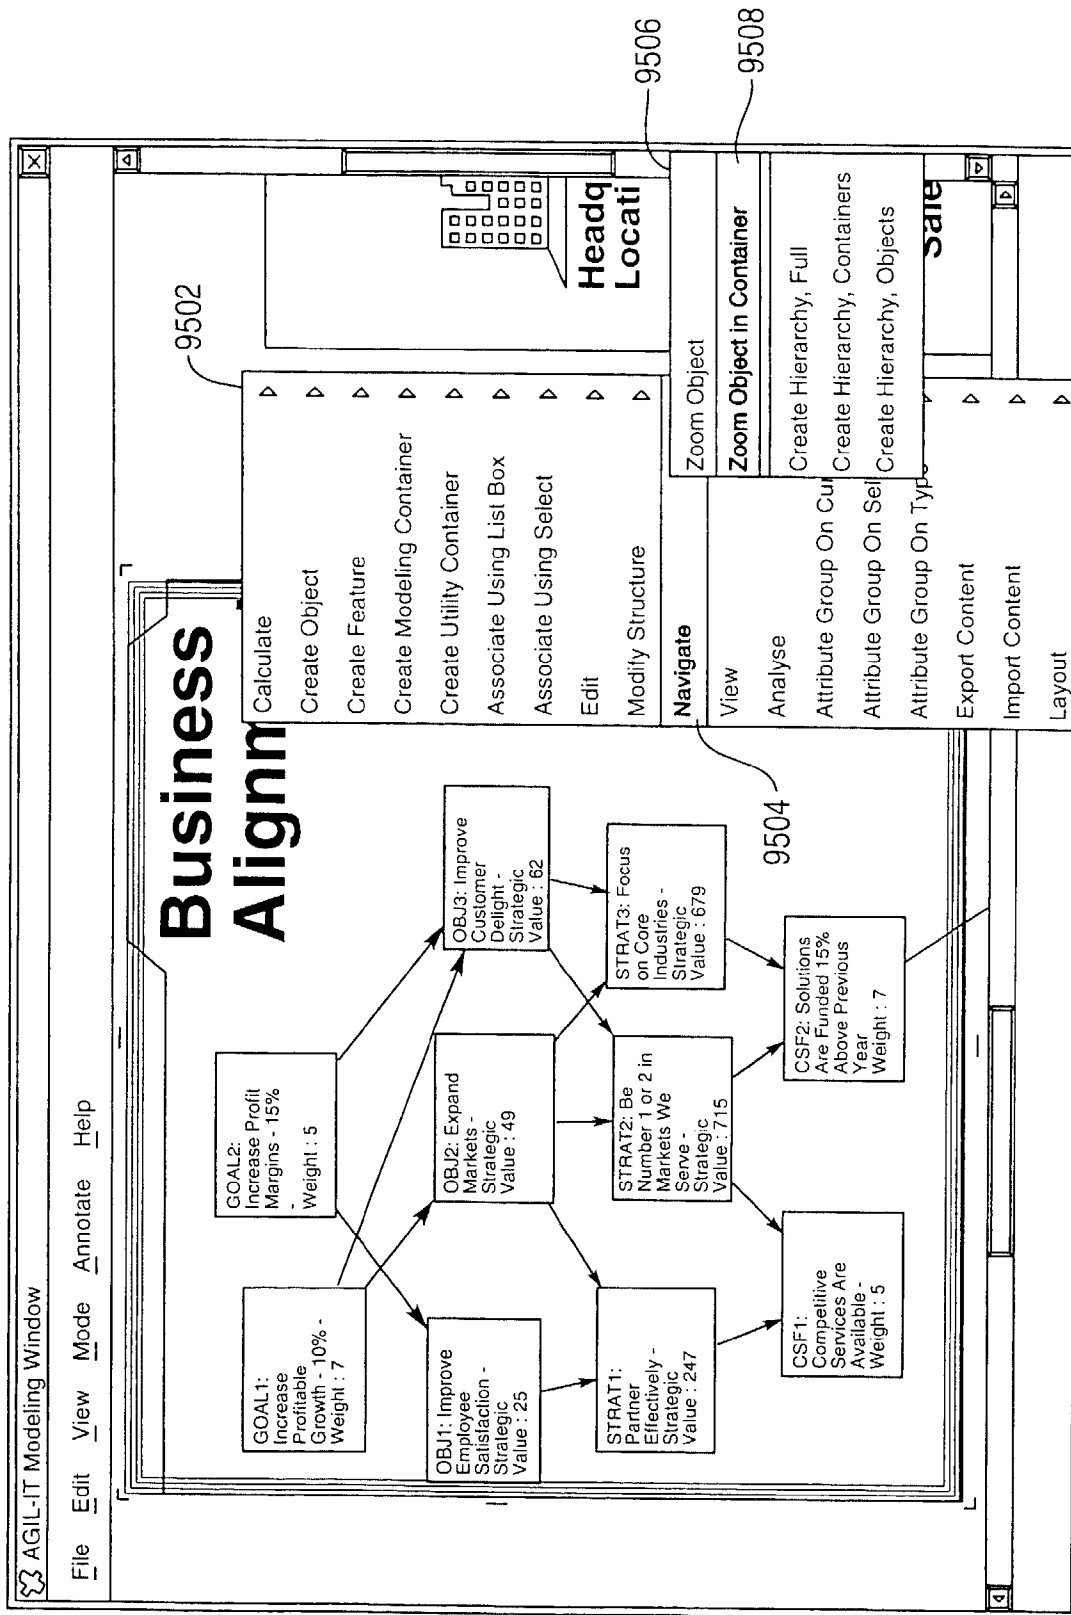 AGIL-IT Modeling Window
File Edit View Mode Annotate Help
Business
Alignm
GOAL1:
Increase
Profitable
Growth - 10% -
Weight : 7
GOAL2:
Increase Profit
Margins - 15%
- Weight : 5
OBJ1: Improve
Employee
Satisfaction -
Strategic
Value : 25
OBJ2: Expand
Markets -
Strategic
Value : 49
OBJ3: Improve
Customer
Delight -
Strategic
Value : 62
STRAT1:
Partner
Effectively -
Strategic
Value : 247
STRAT2: Be
Number 1 or 2 in
Markets We
Serve -
Strategic
Value : 715
STRAT3: Focus
on Core
Industries -
Strategic
Value : 679
CSF1:
Competitive
Services Are
Available -
Weight : 5
CSF2: Solutions
Are Funded 15%
Above Previous
Year
Weight : 7
9502
Calculate
Create Object
Create Feature
Create Modeling Container
Create Utility Container
Associate Using List Box
Associate Using Select
Edit
Modify Structure
Navigate
View
Analyse
Attribute Group On Cur
Attribute Group On Sel
Attribute Group On Typ
Export Content
Import Content
Layout
9504
Headq
Locati
Zoom Object
Zoom Object in Container
Create Hierarchy, Full
Create Hierarchy, Containers
Create Hierarchy, Objects
Sale
9506
9508